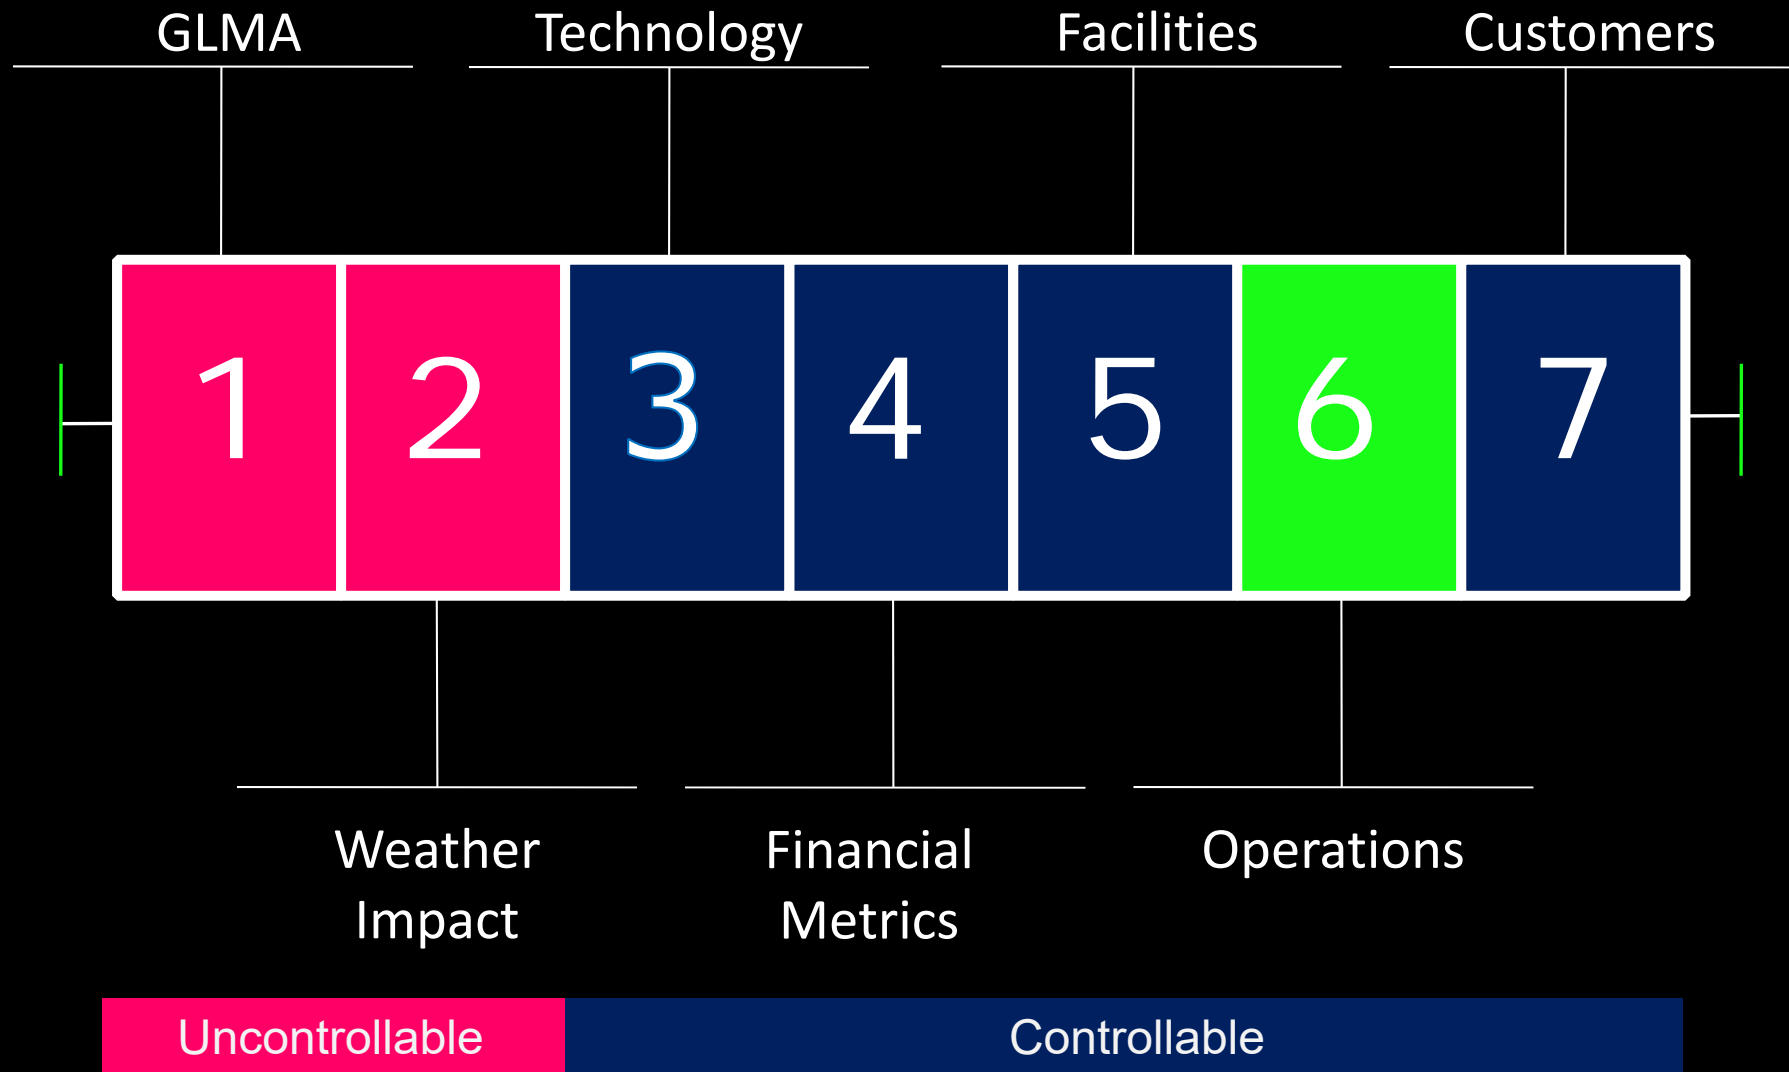 GLMA
Technology
Facilities
Customers
1
2
3
4
5
6
7
Weather
Impact
Financial
Metrics
Operations
Uncontrollable
Controllable